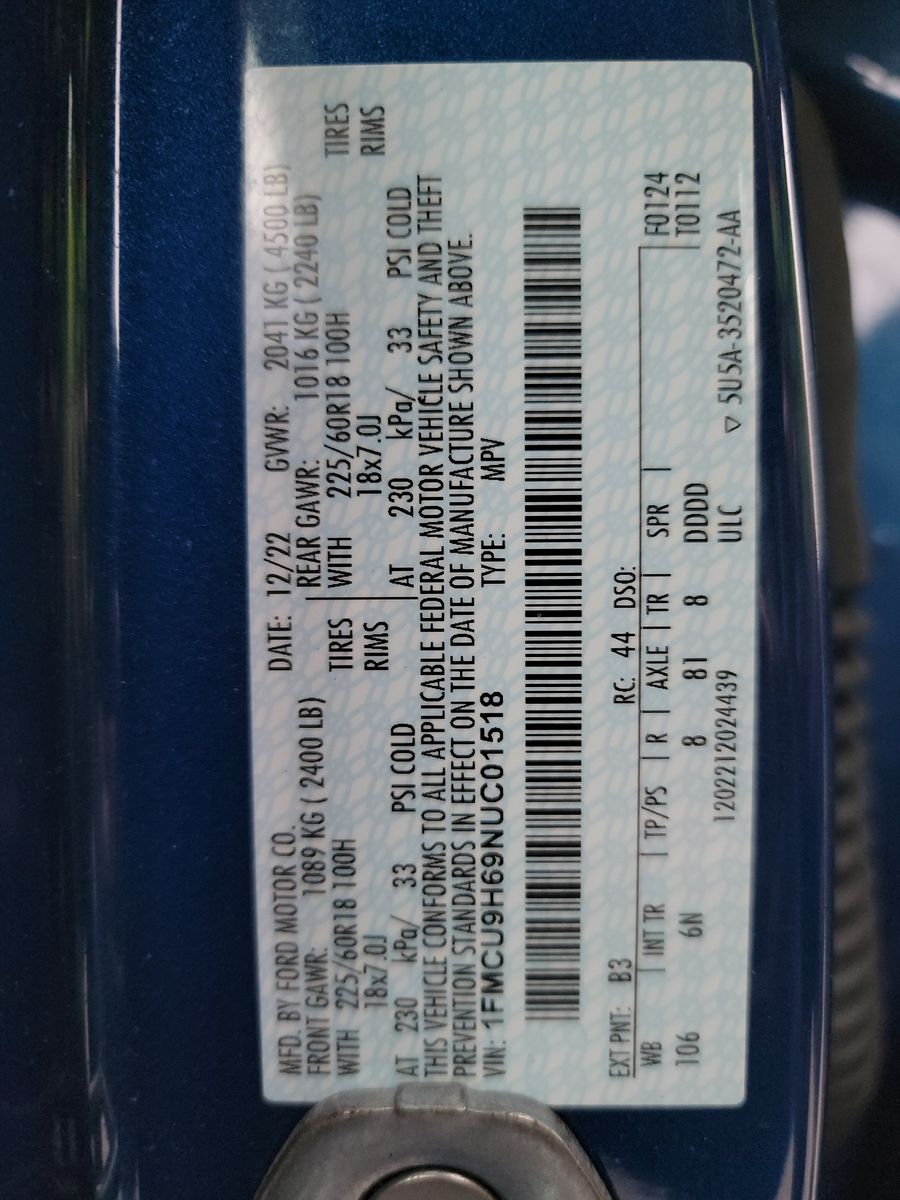 MFD. BY FORD MOTOR CO. DATE: 12/22 GVWR: 2041 KG ( 4500 LB)
FRONT GAWR: 1089 KG ( 2400 LB) REAR GAWR: 1016 KG ( 2240 LB)
WITH 225/60R18 100H TIRES WITH 225/60R18 100H TIRES
18x7.0J RIMS 18x7.0J RIMS
AT 230 kPa/ 33 PSI COLD AT 230 kPa/ 33 PSI COLD
THIS VEHICLE CONFORMS TO ALL APPLICABLE FEDERAL MOTOR VEHICLE SAFETY AND THEFT
PREVENTION STANDARDS IN EFFECT ON THE DATE OF MANUFACTURE SHOWN ABOVE.
VIN: 1FMCU9H69NUC01518 TYPE: MPV
EXT PNT: B3 RC: 44 DSO:
WB INT TR TP/PS R AXLE TR SPR F0124
106 6N 8 81 8 DDDD T0112
1202212024439 ULC ▽ 5U5A-3520472-AA